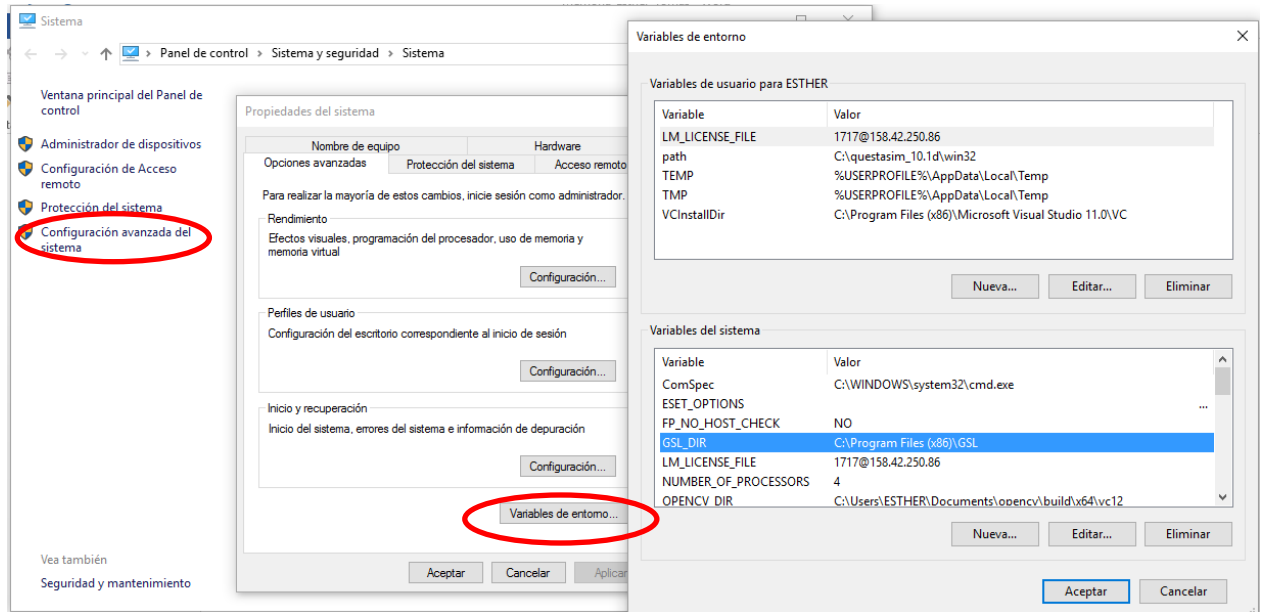 Sistema
Panel de control > Sistema y seguridad > Sistema
Ventana principal del Panel de
control
Administrador de dispositivos
Configuración de Acceso
remoto
Protección del sistema
Configuración avanzada del
sistema
Vea también
Seguridad y mantenimiento
Propiedades del sistema
Nombre de equipo Hardware
Opciones avanzadas Protección del sistema Acceso remoto
Para realizar la mayoría de estos cambios, inicie sesión como administrador.
Rendimiento
Efectos visuales, programación del procesador, uso de memoria y
memoria virtual
Configuración...
Perfiles de usuario
Configuración del escritorio correspondiente al inicio de sesión
Configuración...
Inicio y recuperación
Inicio del sistema, errores del sistema e información de depuración
Configuración...
Variables de entorno...
Aceptar Cancelar Aplicar
Variables de entorno
Variables de usuario para ESTHER
Variable Valor
LM_LICENSE_FILE 1717@158.42.250.86
path C:\questasim_10.1d\win32
TEMP %USERPROFILE%\AppData\Local\Temp
TMP %USERPROFILE%\AppData\Local\Temp
VCInstallDir C:\Program Files (x86)\Microsoft Visual Studio 11.0\VC
Nueva... Editar... Eliminar
Variables del sistema
Variable Valor
ComSpec C:\WINDOWS\system32\cmd.exe
ESET_OPTIONS ...
FP_NO_HOST_CHECK NO
GSL_DIR C:\Program Files (x86)\GSL
LM_LICENSE_FILE 1717@158.42.250.86
NUMBER_OF_PROCESSORS 4
OPENCV_DIR C:\Users\ESTHER\Documents\opencv\build\x64\vc12
Nueva... Editar... Eliminar
Aceptar Cancelar